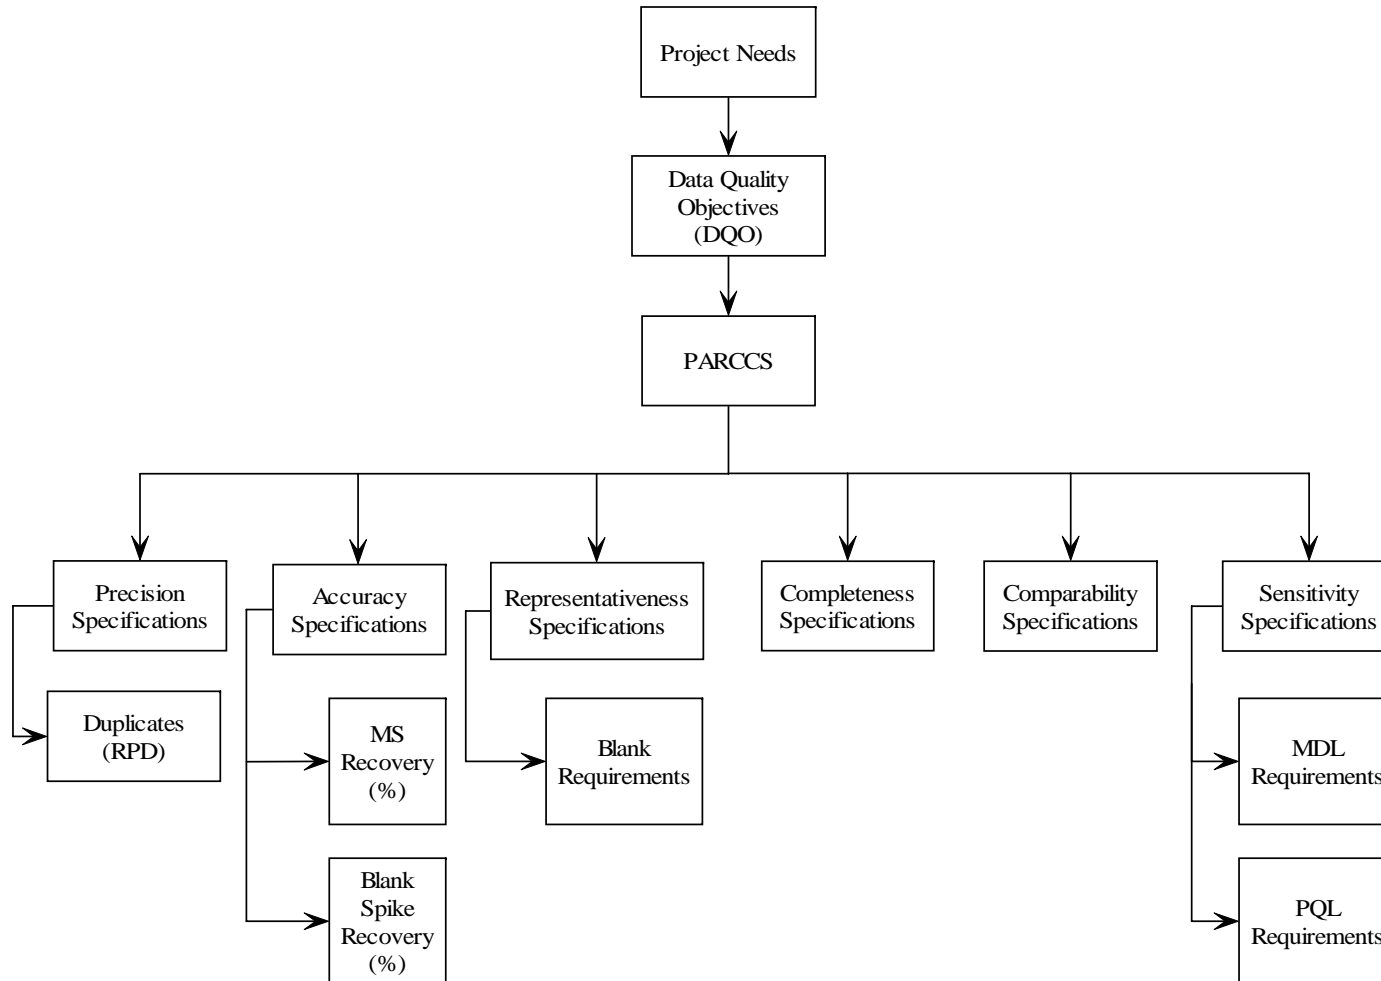 Project Needs
Data Quality
Objectives
(DQO)
PARCCS
Precision
Specifications
Accuracy
Specifications
Representativeness
Specifications
Completeness
Specifications
Comparability
Specifications
Sensitivity
Specifications
Duplicates
(RPD)
MS
Recovery
(%)
Blank
Requirements
MDL
Requirements
Blank
Spike
Recovery
(%)
PQL
Requirements